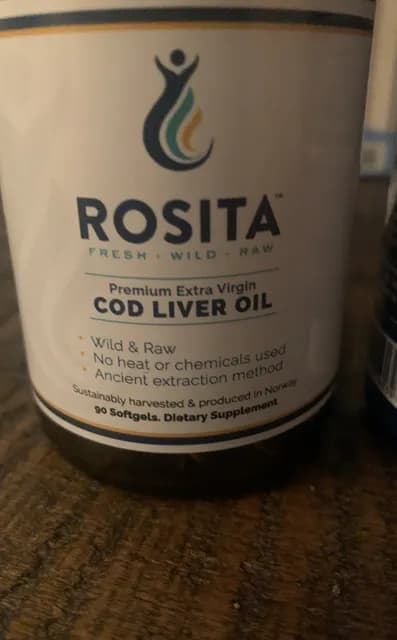 ROSITA™
FRESH • WILD • RAW
Premium Extra Virgin
COD LIVER OIL
• Wild & Raw
• No heat or chemicals used
• Ancient extraction method
Sustainably harvested & produced in Norway
90 Softgels. Dietary Supplement